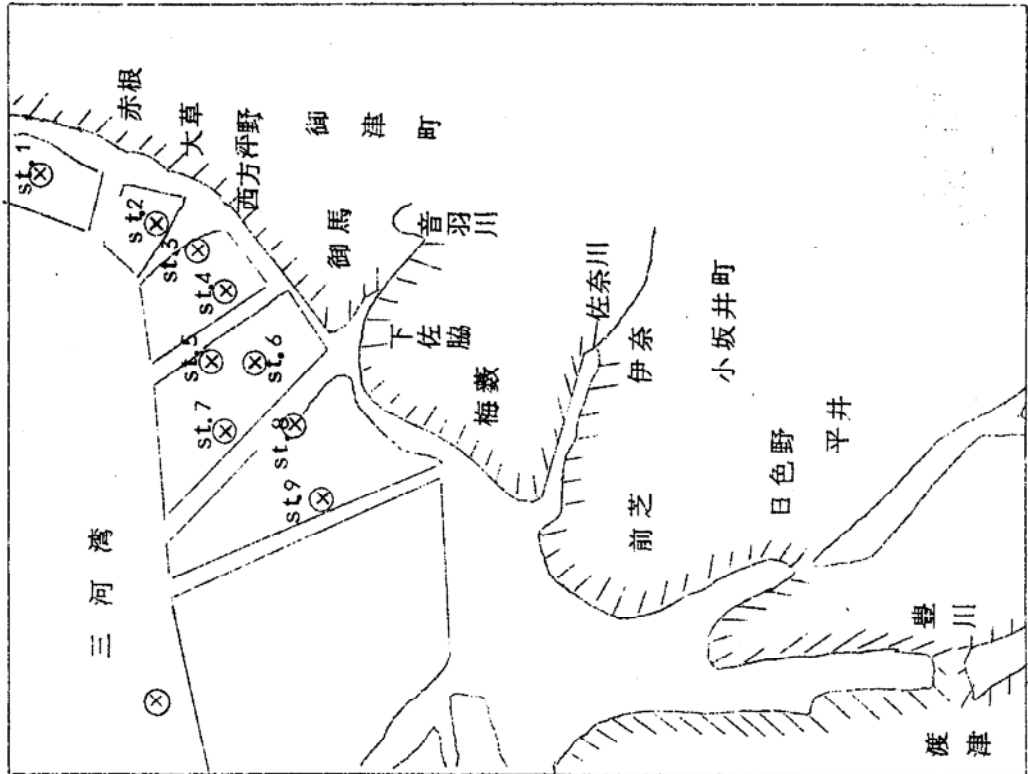 赤根
大草
西方沢野
御津町
御馬
音羽川
下佐脇
梅藪
佐奈川
伊奈
小坂井町
前芝
日色野
平井
豊川
渡津
三河湾
st.1
st.2
st.3
st.4
st.5
st.6
st.7
st.8
st.9